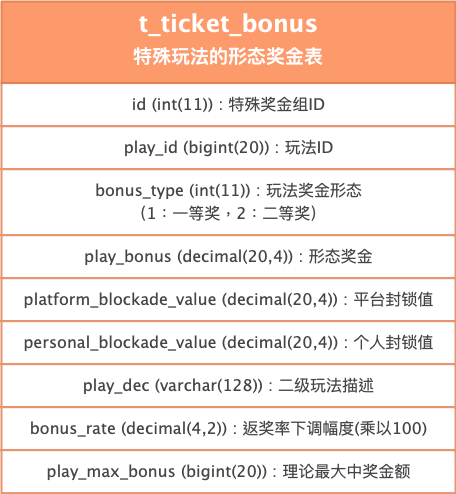 t_ticket_bonus
特殊玩法的形态奖金表
id (int(11))：特殊奖金组ID
play_id (bigint(20))：玩法ID
bonus_type (int(11))：玩法奖金形态
（1：一等奖，2：二等奖）
play_bonus (decimal(20,4))：形态奖金
platform_blockade_value (decimal(20,4))：平台封锁值
personal_blockade_value (decimal(20,4))：个人封锁值
play_dec (varchar(128))：二级玩法描述
bonus_rate (decimal(4,2))：返奖率下调幅度(乘以100)
play_max_bonus (bigint(20))：理论最大中奖金额